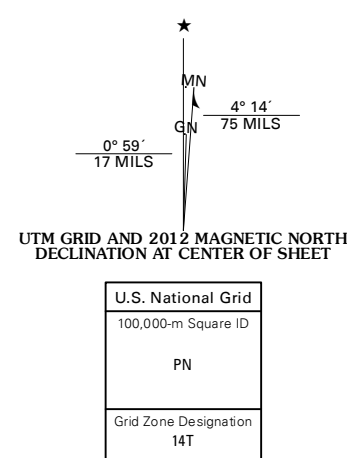 ★
MN
4° 14´
75 MILS
GN
0° 59´
17 MILS
UTM GRID AND 2012 MAGNETIC NORTH
DECLINATION AT CENTER OF SHEET
U.S. National Grid
100,000-m Square ID
PN
Grid Zone Designation
14T